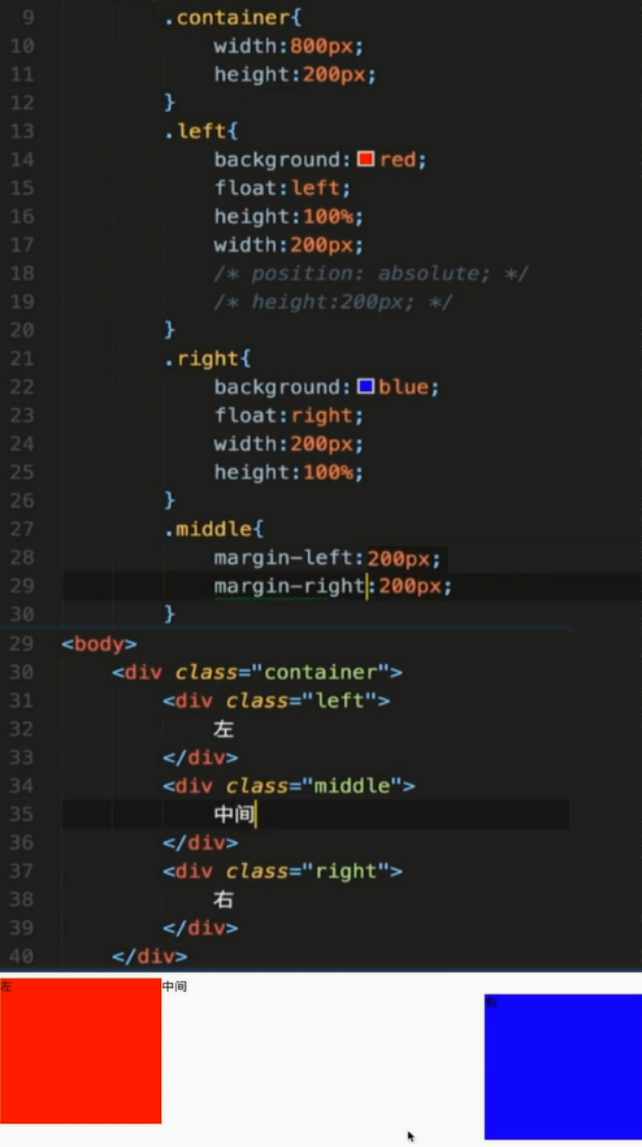 9 .container{
10 width:800px;
11 height:200px;
12 }
13 .left{
14 background:red;
15 float:left;
16 height:100%;
17 width:200px;
18 /* position: absolute; */
19 /* height:200px; */
20 }
21 .right{
22 background:blue;
23 float:right;
24 width:200px;
25 height:100%;
26 }
27 .middle{
28 margin-left:200px;
29 margin-right:200px;
30 }
29 <body>
30 <div class="container">
31 <div class="left">
32 左
33 </div>
34 <div class="middle">
35 中间
36 </div>
37 <div class="right">
38 右
39 </div>
40 </div>
左 中间
右